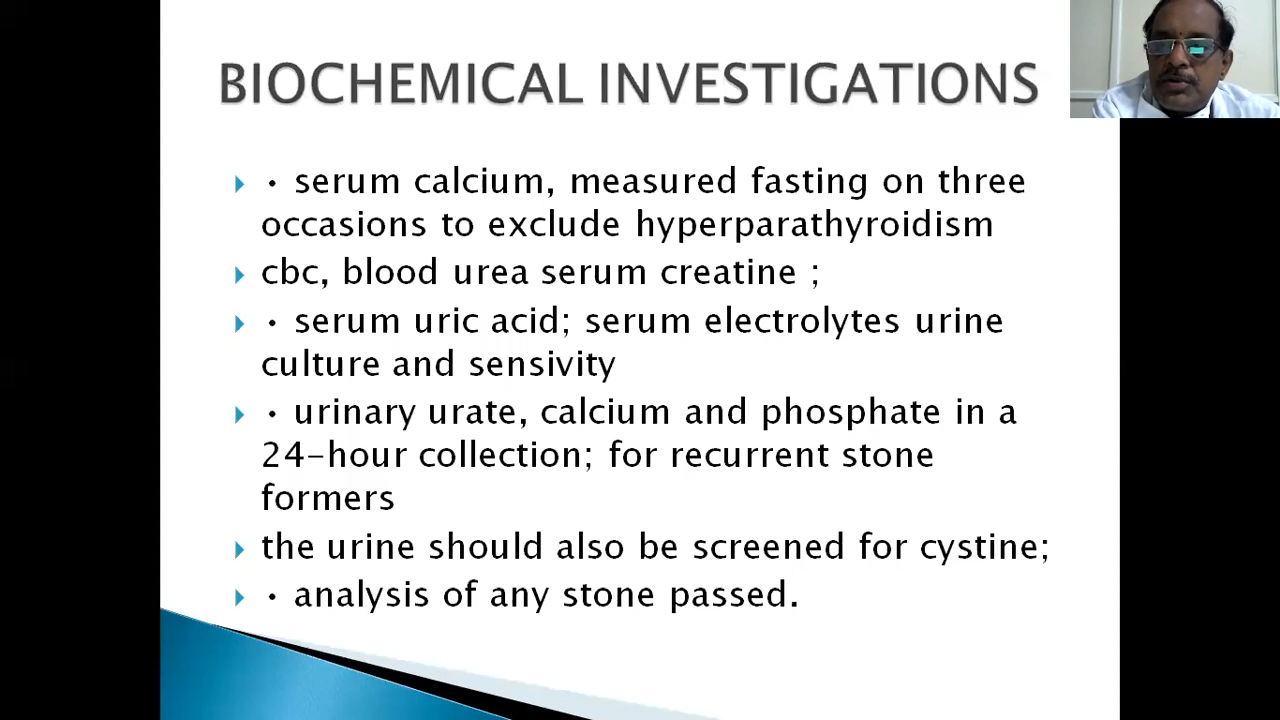 BIOCHEMICAL INVESTIGATIONS
• serum calcium, measured fasting on three
occasions to exclude hyperparathyroidism
cbc, blood urea serum creatine ;
• serum uric acid; serum electrolytes urine
culture and sensivity
• urinary urate, calcium and phosphate in a
24-hour collection; for recurrent stone
formers
the urine should also be screened for cystine;
• analysis of any stone passed.